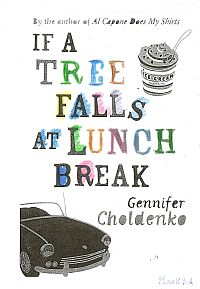 By the author of Al Capone Does My Shirts
IF A
TREE
FALLS
AT LUNCH
BREAK
Gennifer
Choldenko
ICE CREAM